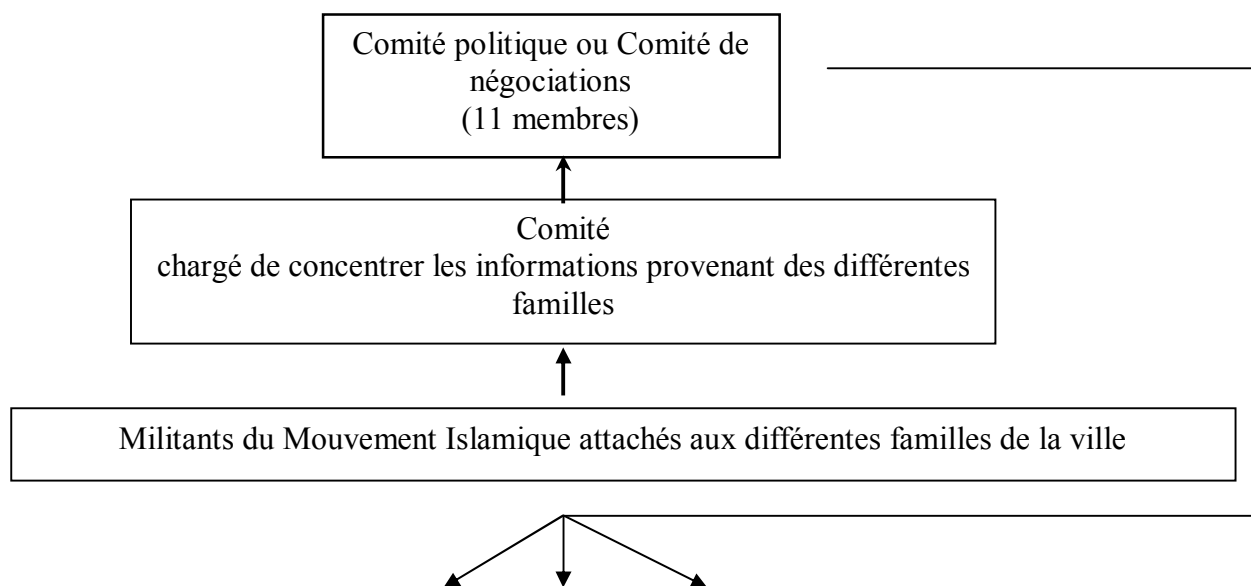 Comité politique ou Comité de
négociations
(11 membres)
Comité
chargé de concentrer les informations provenant des différentes
familles
Militants du Mouvement Islamique attachés aux différentes familles de la ville